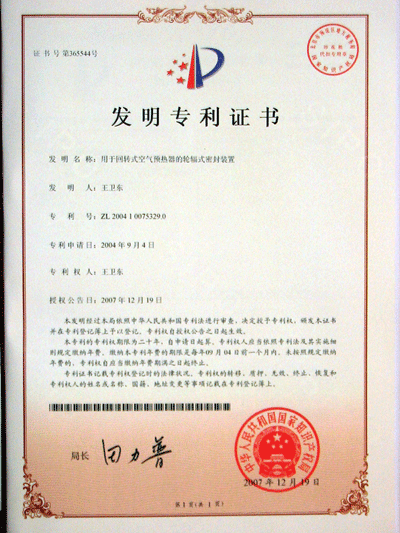 证书号第365544号
发明专利证书
发明名称：用于回转式空气预热器的轮辐式密封装置
发明人：王卫东
专利号：ZL 2004 1 0075329.0
专利申请日：2004年9月4日
专利权人：王卫东
授权公告日：2007年12月19日
本发明经过本局依照中华人民共和国专利法进行审查，决定授予专利权，颁发本证书
并在专利登记簿上予以登记。专利权自授权公告之日起生效。
本专利的专利权期限为二十年，自申请日起算。专利权人应当依照专利法及其实施细
则规定缴纳年费。缴纳本专利年费的期限是每年09月04日前一个月内。未按照规定缴纳
年费的，专利权自应当缴纳年费期满之日起终止。
专利证书记载专利权登记时的法律状况。专利权的转移、质押、无效、终止、恢复和
专利权人的姓名或名称、国籍、地址变更等事项记载在专利登记簿上。
局长
田力普
中华人民共和国国家知识产权局
2007年12月19日
第1页(共1页)